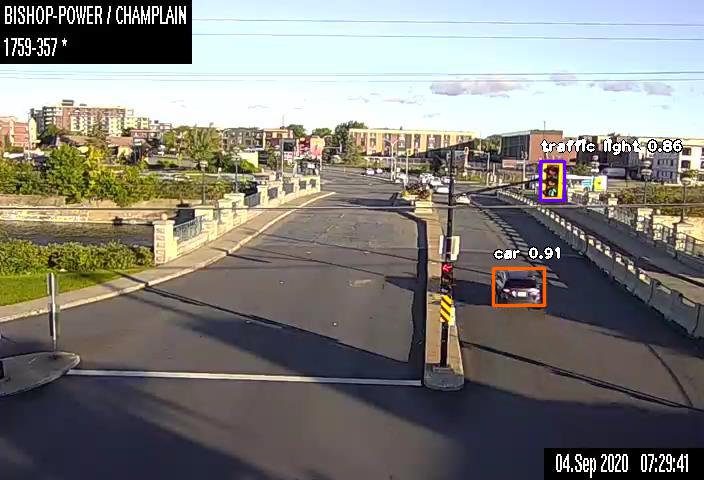 BISHOP-POWER / CHAMPLAIN
1759-357 *
traffic light 0.86
car 0.91
04.Sep 2020 07:29:41